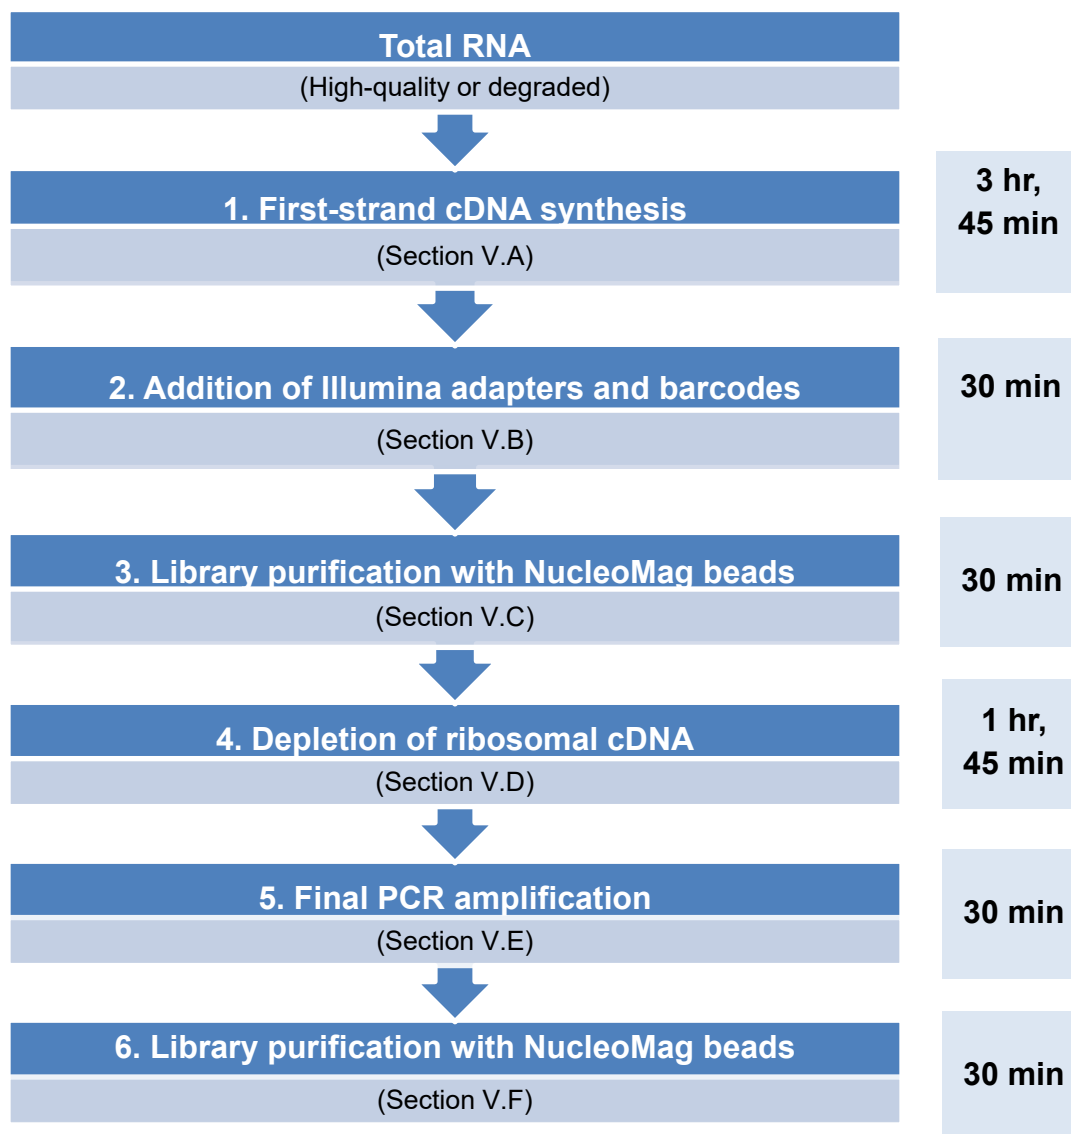 Total RNA
(High-quality or degraded)
1. First-strand cDNA synthesis
(Section V.A)
3 hr,
45 min
2. Addition of Illumina adapters and barcodes
(Section V.B)
30 min
3. Library purification with NucleoMag beads
(Section V.C)
30 min
4. Depletion of ribosomal cDNA
(Section V.D)
1 hr,
45 min
5. Final PCR amplification
(Section V.E)
30 min
6. Library purification with NucleoMag beads
(Section V.F)
30 min